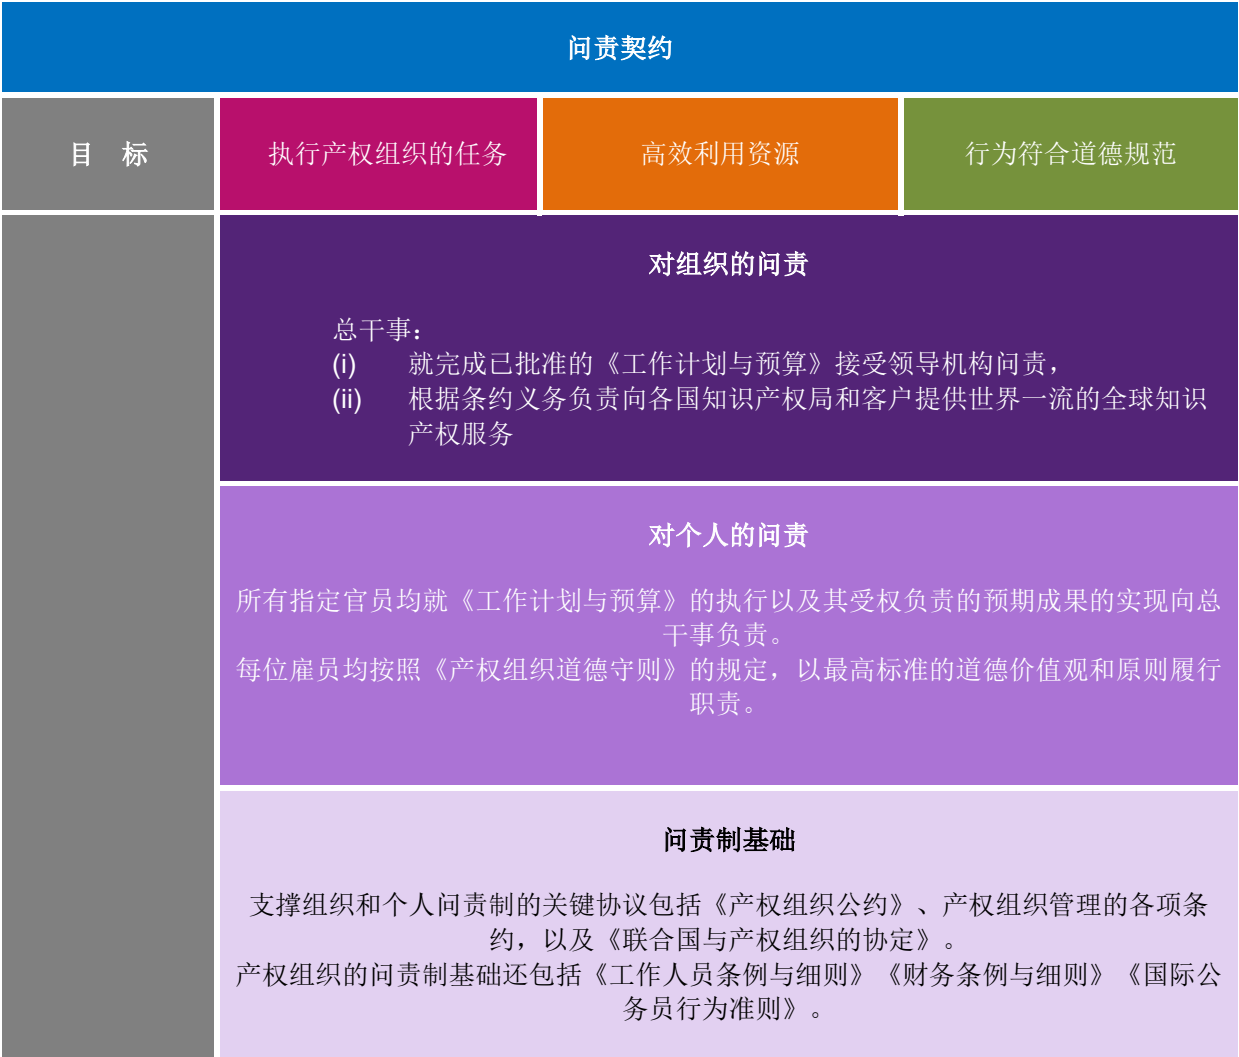 问责契约
目 标
执行产权组织的任务
高效利用资源
行为符合道德规范
对组织的问责
总干事：
(i) 就完成已批准的《工作计划与预算》接受领导机构问责，
(ii) 根据条约义务负责向各国知识产权局和客户提供世界一流的全球知识
产权服务
对个人的问责
所有指定官员均就《工作计划与预算》的执行以及其受权负责的预期成果的实现向总
干事负责。
每位雇员均按照《产权组织道德守则》的规定，以最高标准的道德价值观和原则履行
职责。
问责制基础
支撑组织和个人问责制的关键协议包括《产权组织公约》、产权组织管理的各项条
约，以及《联合国与产权组织的协定》。
产权组织的问责制基础还包括《工作人员条例与细则》《财务条例与细则》《国际公
务员行为准则》。